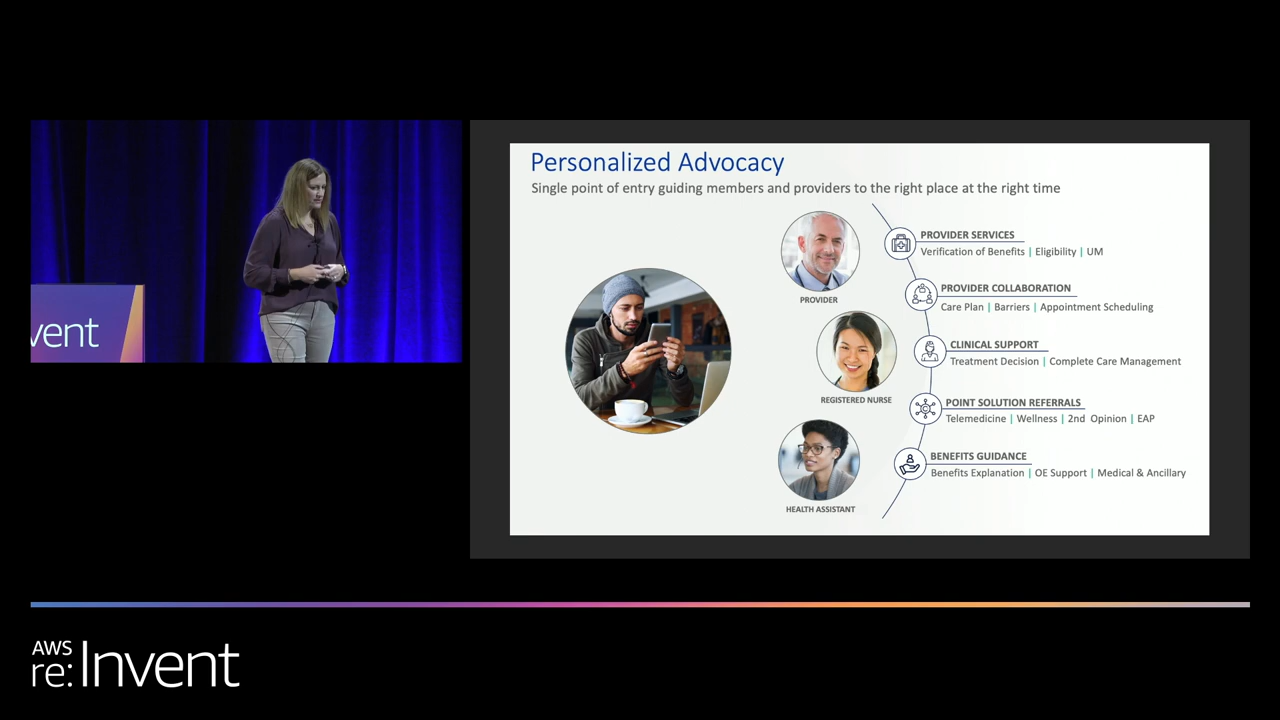 Personalized Advocacy
Single point of entry guiding members and providers to the right place at the right time
PROVIDER
REGISTERED NURSE
HEALTH ASSISTANT
PROVIDER SERVICES
Verification of Benefits | Eligibility | UM
PROVIDER COLLABORATION
Care Plan | Barriers | Appointment Scheduling
CLINICAL SUPPORT
Treatment Decision | Complete Care Management
POINT SOLUTION REFERRALS
Telemedicine | Wellness | 2nd Opinion | EAP
BENEFITS GUIDANCE
Benefits Explanation | OE Support | Medical & Ancillary
vent
AWS
re:Invent